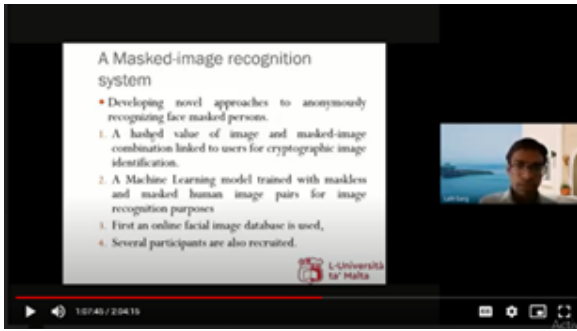 A Masked-image recognition
system
• Developing novel approaches to anonymously
recognizing face masked persons.
1. A hashed value of image and masked-image
combination linked to users for cryptographic image
identification.
2. A Machine Learning model trained with maskless
and masked human image pairs for image
recognition purposes
3. First an online facial image database is used,
4. Several participants are also recruited.
L-Università
ta' Malta
1:07:45 / 2:04:15